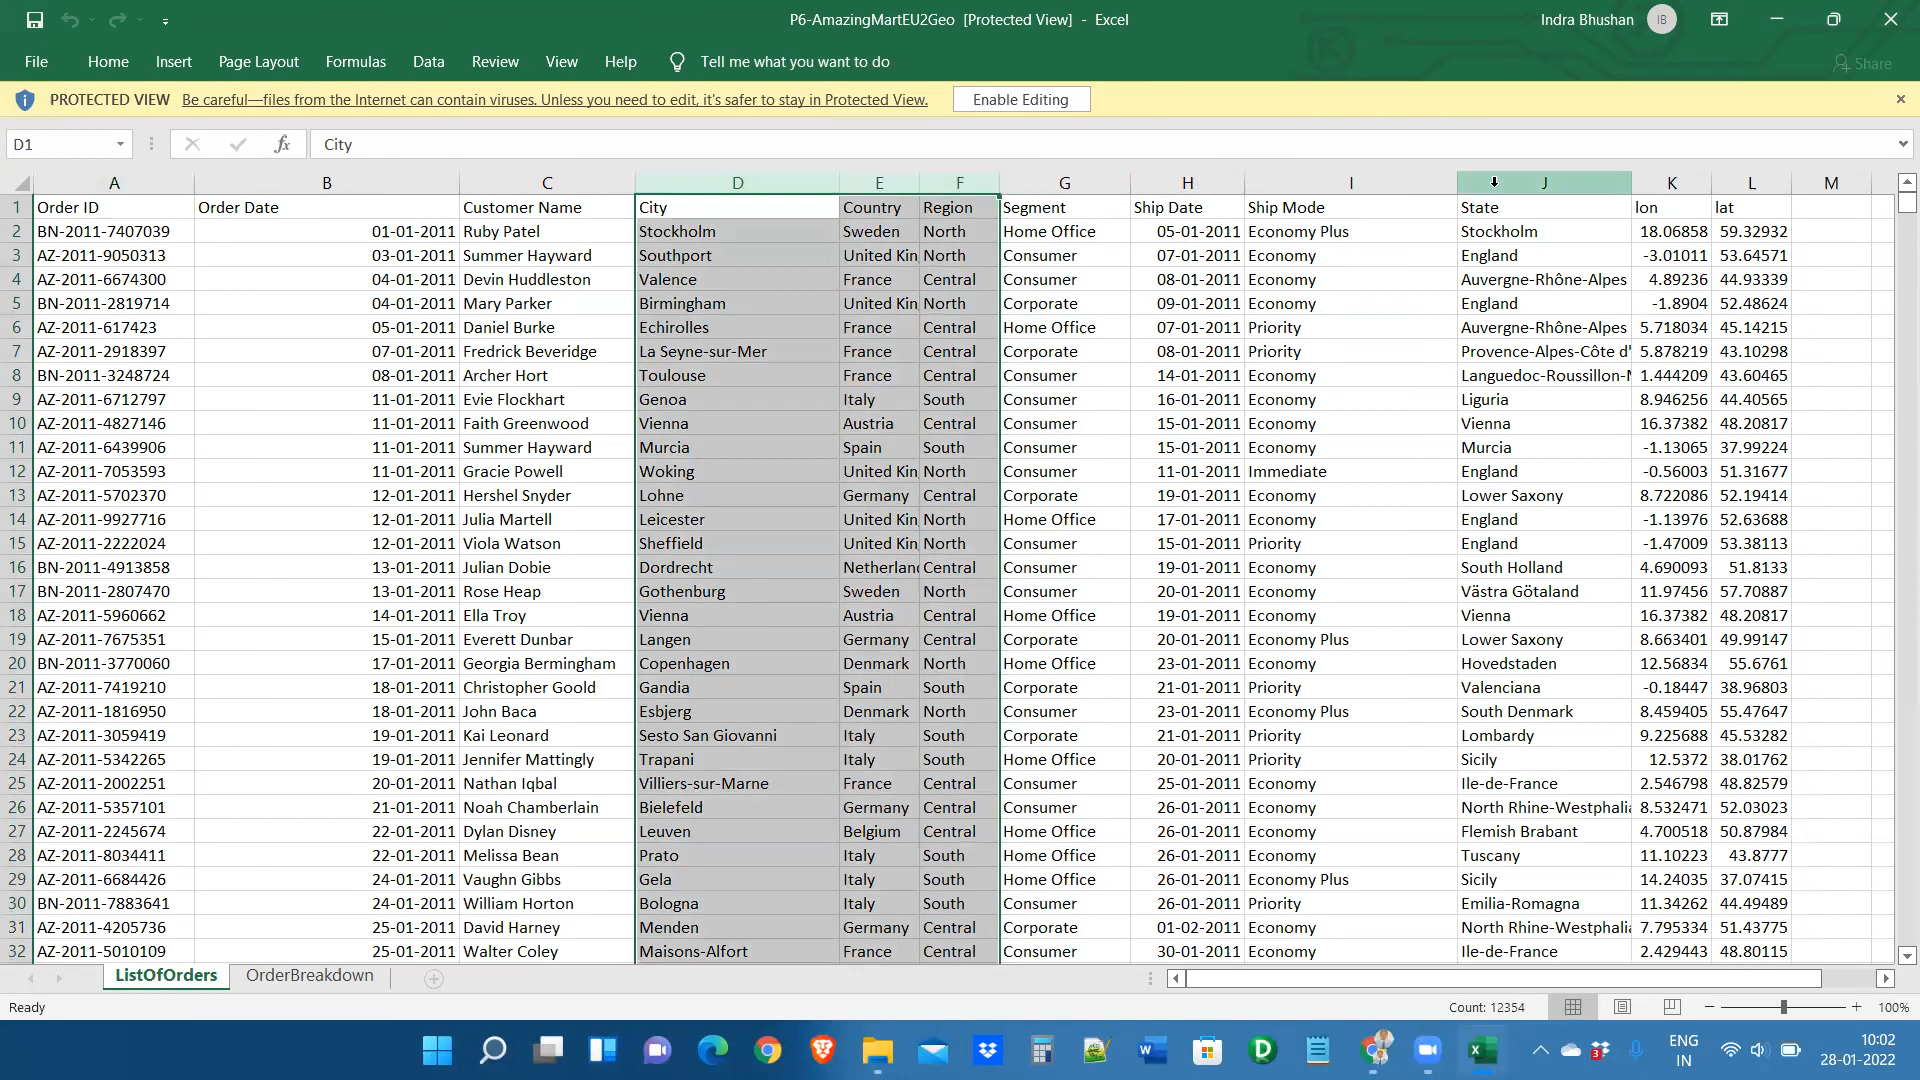 P6-AmazingMartEU2Geo [Protected View] - Excel
Indra Bhushan IB
File Home Insert Page Layout Formulas Data Review View Help Tell me what you want to do Share
PROTECTED VIEW Be careful—files from the Internet can contain viruses. Unless you need to edit, it's safer to stay in Protected View. Enable Editing
D1 fx City
A B C D E F G H I J K L M
1 Order ID Order Date Customer Name City Country Region Segment Ship Date Ship Mode State lon lat
2 BN-2011-7407039 01-01-2011 Ruby Patel Stockholm Sweden North Home Office 05-01-2011 Economy Plus Stockholm 18.06858 59.32932
3 AZ-2011-9050313 03-01-2011 Summer Hayward Southport United Kin North Consumer 07-01-2011 Economy England -3.01011 53.64571
4 AZ-2011-6674300 04-01-2011 Devin Huddleston Valence France Central Consumer 08-01-2011 Economy Auvergne-Rhône-Alpes 4.89236 44.93339
5 BN-2011-2819714 04-01-2011 Mary Parker Birmingham United Kin North Corporate 09-01-2011 Economy England -1.8904 52.48624
6 AZ-2011-617423 05-01-2011 Daniel Burke Echirolles France Central Home Office 07-01-2011 Priority Auvergne-Rhône-Alpes 5.718034 45.14215
7 AZ-2011-2918397 07-01-2011 Fredrick Beveridge La Seyne-sur-Mer France Central Corporate 08-01-2011 Priority Provence-Alpes-Côte d' 5.878219 43.10298
8 BN-2011-3248724 08-01-2011 Archer Hort Toulouse France Central Consumer 14-01-2011 Economy Languedoc-Roussillon-M 1.444209 43.60465
9 AZ-2011-6712797 11-01-2011 Evie Flockhart Genoa Italy South Consumer 16-01-2011 Economy Liguria 8.946256 44.40565
10 AZ-2011-4827146 11-01-2011 Faith Greenwood Vienna Austria Central Consumer 15-01-2011 Economy Vienna 16.37382 48.20817
11 AZ-2011-6439906 11-01-2011 Summer Hayward Murcia Spain South Consumer 15-01-2011 Economy Murcia -1.13065 37.99224
12 AZ-2011-7053593 11-01-2011 Gracie Powell Woking United Kin North Consumer 11-01-2011 Immediate England -0.56003 51.31677
13 AZ-2011-5702370 12-01-2011 Hershel Snyder Lohne Germany Central Corporate 19-01-2011 Economy Lower Saxony 8.722086 52.19414
14 AZ-2011-9927716 12-01-2011 Julia Martell Leicester United Kin North Home Office 17-01-2011 Economy England -1.13976 52.63688
15 AZ-2011-2222024 12-01-2011 Viola Watson Sheffield United Kin North Consumer 15-01-2011 Priority England -1.47009 53.38113
16 BN-2011-4913858 13-01-2011 Julian Dobie Dordrecht Netherland Central Consumer 19-01-2011 Economy South Holland 4.690093 51.8133
17 BN-2011-2807470 13-01-2011 Rose Heap Gothenburg Sweden North Consumer 20-01-2011 Economy Västra Götaland 11.97456 57.70887
18 AZ-2011-5960662 14-01-2011 Ella Troy Vienna Austria Central Home Office 19-01-2011 Economy Vienna 16.37382 48.20817
19 AZ-2011-7675351 15-01-2011 Everett Dunbar Langen Germany Central Corporate 20-01-2011 Economy Plus Lower Saxony 8.663401 49.99147
20 BN-2011-3770060 17-01-2011 Georgia Bermingham Copenhagen Denmark North Home Office 23-01-2011 Economy Hovedstaden 12.56834 55.6761
21 AZ-2011-7419210 18-01-2011 Christopher Goold Gandia Spain South Corporate 21-01-2011 Priority Valenciana -0.18447 38.96803
22 AZ-2011-1816950 18-01-2011 John Baca Esbjerg Denmark North Consumer 23-01-2011 Economy Plus South Denmark 8.459405 55.47647
23 AZ-2011-3059419 19-01-2011 Kai Leonard Sesto San Giovanni Italy South Corporate 21-01-2011 Priority Lombardy 9.225688 45.53282
24 AZ-2011-5342265 19-01-2011 Jennifer Mattingly Trapani Italy South Home Office 20-01-2011 Priority Sicily 12.5372 38.01762
25 AZ-2011-2002251 20-01-2011 Nathan Iqbal Villiers-sur-Marne France Central Consumer 25-01-2011 Economy Ile-de-France 2.546798 48.82579
26 AZ-2011-5357101 21-01-2011 Noah Chamberlain Bielefeld Germany Central Consumer 26-01-2011 Economy North Rhine-Westphalia 8.532471 52.03023
27 AZ-2011-2245674 22-01-2011 Dylan Disney Leuven Belgium Central Home Office 26-01-2011 Economy Flemish Brabant 4.700518 50.87984
28 AZ-2011-8034411 22-01-2011 Melissa Bean Prato Italy South Home Office 26-01-2011 Economy Tuscany 11.10223 43.8777
29 AZ-2011-6684426 24-01-2011 Vaughn Gibbs Gela Italy South Home Office 26-01-2011 Economy Plus Sicily 14.24035 37.07415
30 BN-2011-7883641 24-01-2011 William Horton Bologna Italy South Consumer 26-01-2011 Priority Emilia-Romagna 11.34262 44.49489
31 AZ-2011-4205736 25-01-2011 David Harney Menden Germany Central Corporate 01-02-2011 Economy North Rhine-Westphalia 7.795334 51.43775
32 AZ-2011-5010109 25-01-2011 Walter Coley Maisons-Alfort France Central Consumer 30-01-2011 Economy Ile-de-France 2.429443 48.80115
ListOfOrders OrderBreakdown
Ready Count: 12354 100%
ENG 10:02
IN 28-01-2022